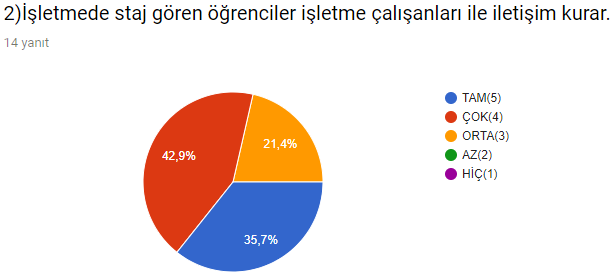 2)İşletmede staj gören öğrenciler işletme çalışanları ile iletişim kurar.
14 yanıt
TAM(5)
ÇOK(4)
ORTA(3)
AZ(2)
HİÇ(1)
21,4%
42,9%
35,7%